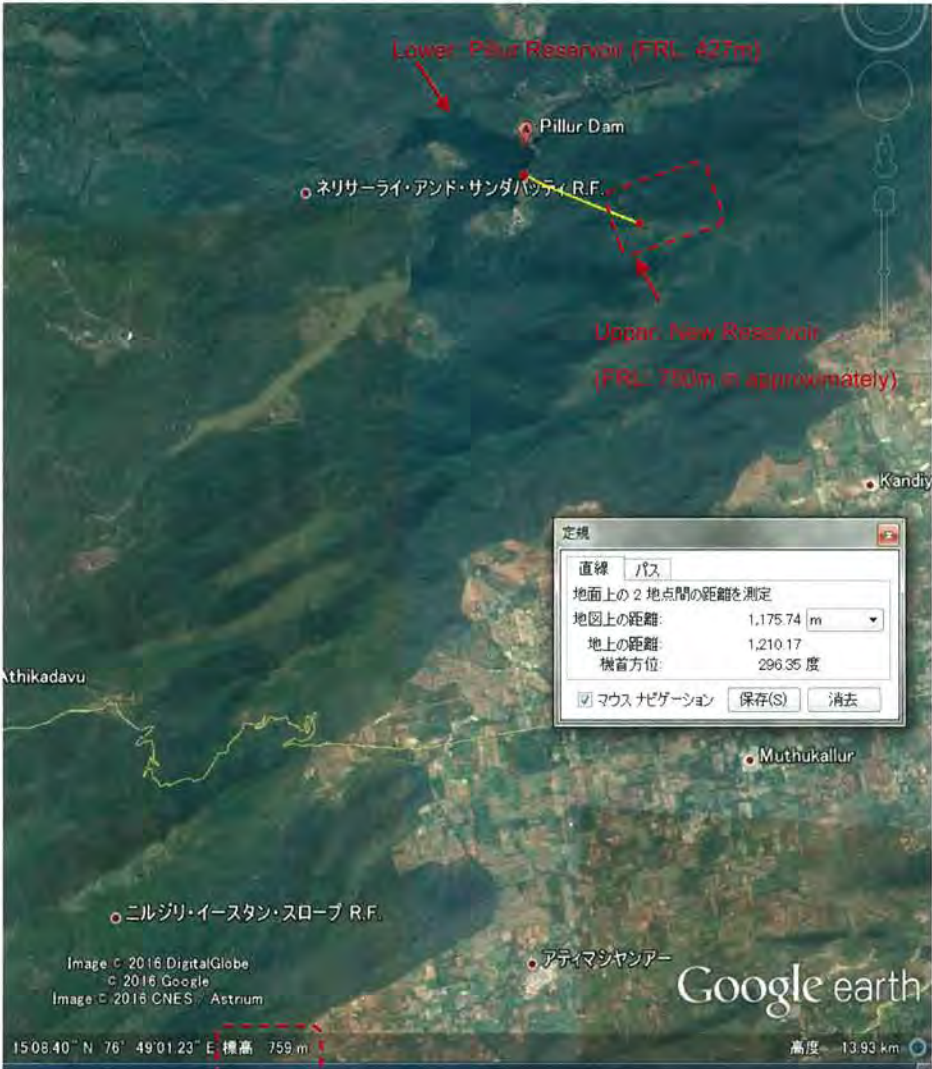 Lower: Pillur Reservoir (FRL: 427m)
Pillur Dam
ネリサーライ・アンド・サンダパッティ R.F.
Upper: New Reservoir
(FRL: 750m in approximately)
Kandiy
定規
直線 パス
地面上の 2 地点間の距離を測定
地図上の距離: 1,175.74 m
地上の距離: 1,210.17
機首方位: 296.35 度
マウス ナビゲーション 保存(S) 消去
Athikadavu
Muthukallur
ニルジリ・イースタン・スロープ R.F.
アティマシヤンアー
Image © 2016 DigitalGlobe
© 2016 Google
Image © 2016 CNES / Astrium
Google earth
15 08.40" N 76° 49'01.23" E 標高 759 m 高度 13.93 km